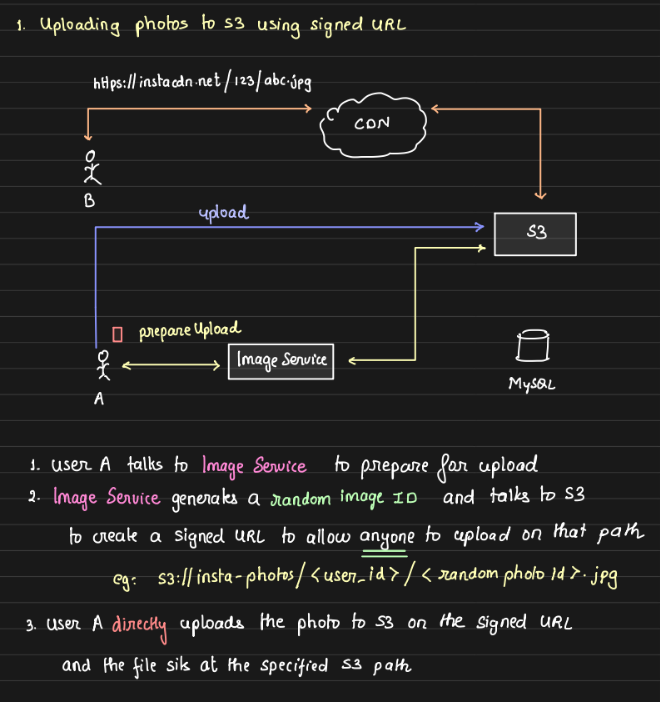 1. Uploading photos to S3 using signed URL
https://instacdn.net/123/abc.jpg
CDN
B
upload
S3
prepare Upload
Image Service
A
MySQL
1. user A talks to Image Service to prepare for upload
2. Image Service generates a random image ID and talks to S3
to create a signed URL to allow anyone to upload on that path
eg: s3://insta-photos/<user_id>/<random photo id>.jpg
3. user A directly uploads the photo to S3 on the signed URL
and the file sits at the specified S3 path